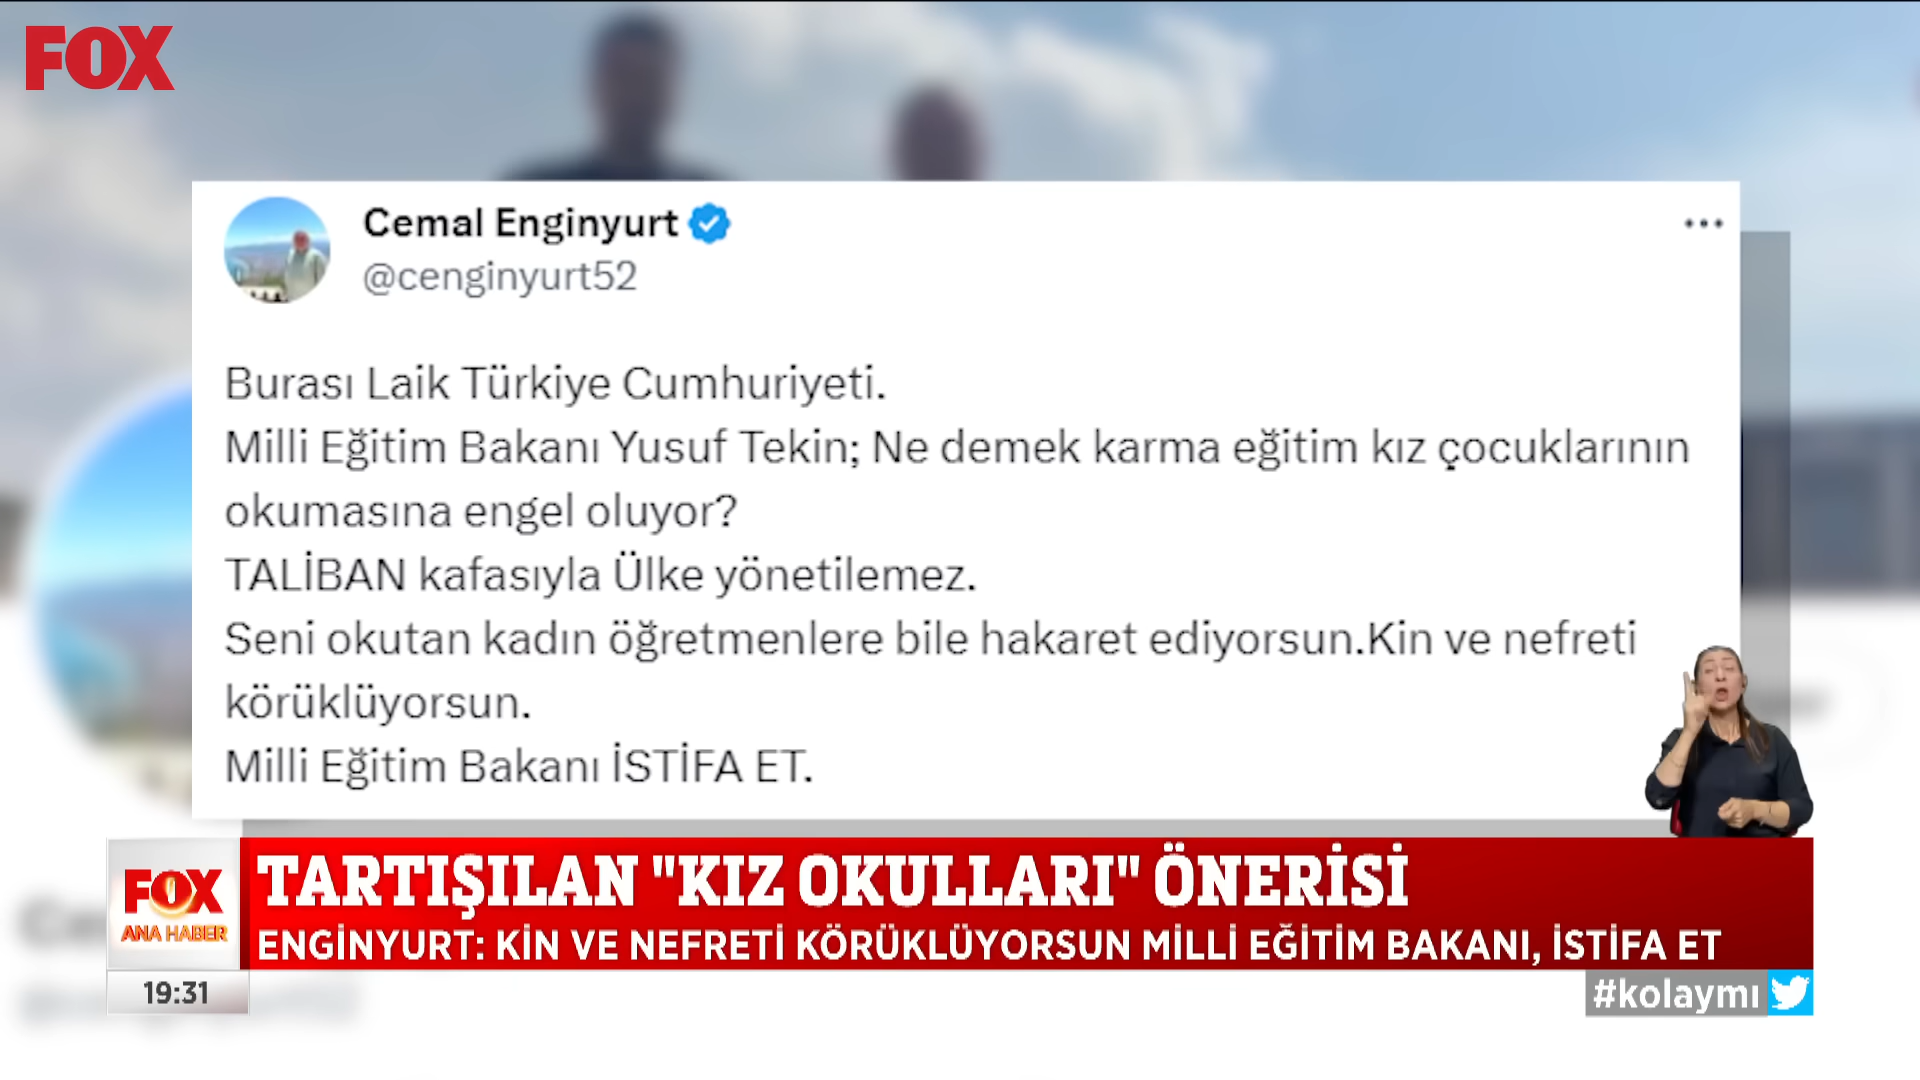 FOX
Cemal Enginyurt
@cenginyurt52
Burası Laik Türkiye Cumhuriyeti.
Milli Eğitim Bakanı Yusuf Tekin; Ne demek karma eğitim kız çocuklarının
okumasına engel oluyor?
TALİBAN kafasıyla Ülke yönetilemez.
Seni okutan kadın öğretmenlere bile hakaret ediyorsun.Kin ve nefreti
körüklüyorsun.
Milli Eğitim Bakanı İSTİFA ET.
FOX
ANA HABER
TARTIŞILAN "KIZ OKULLARI" ÖNERİSİ
ENGİNYURT: KİN VE NEFRETİ KÖRÜKLÜYORSUN MİLLİ EĞİTİM BAKANI, İSTİFA ET
19:31
#kolaymı